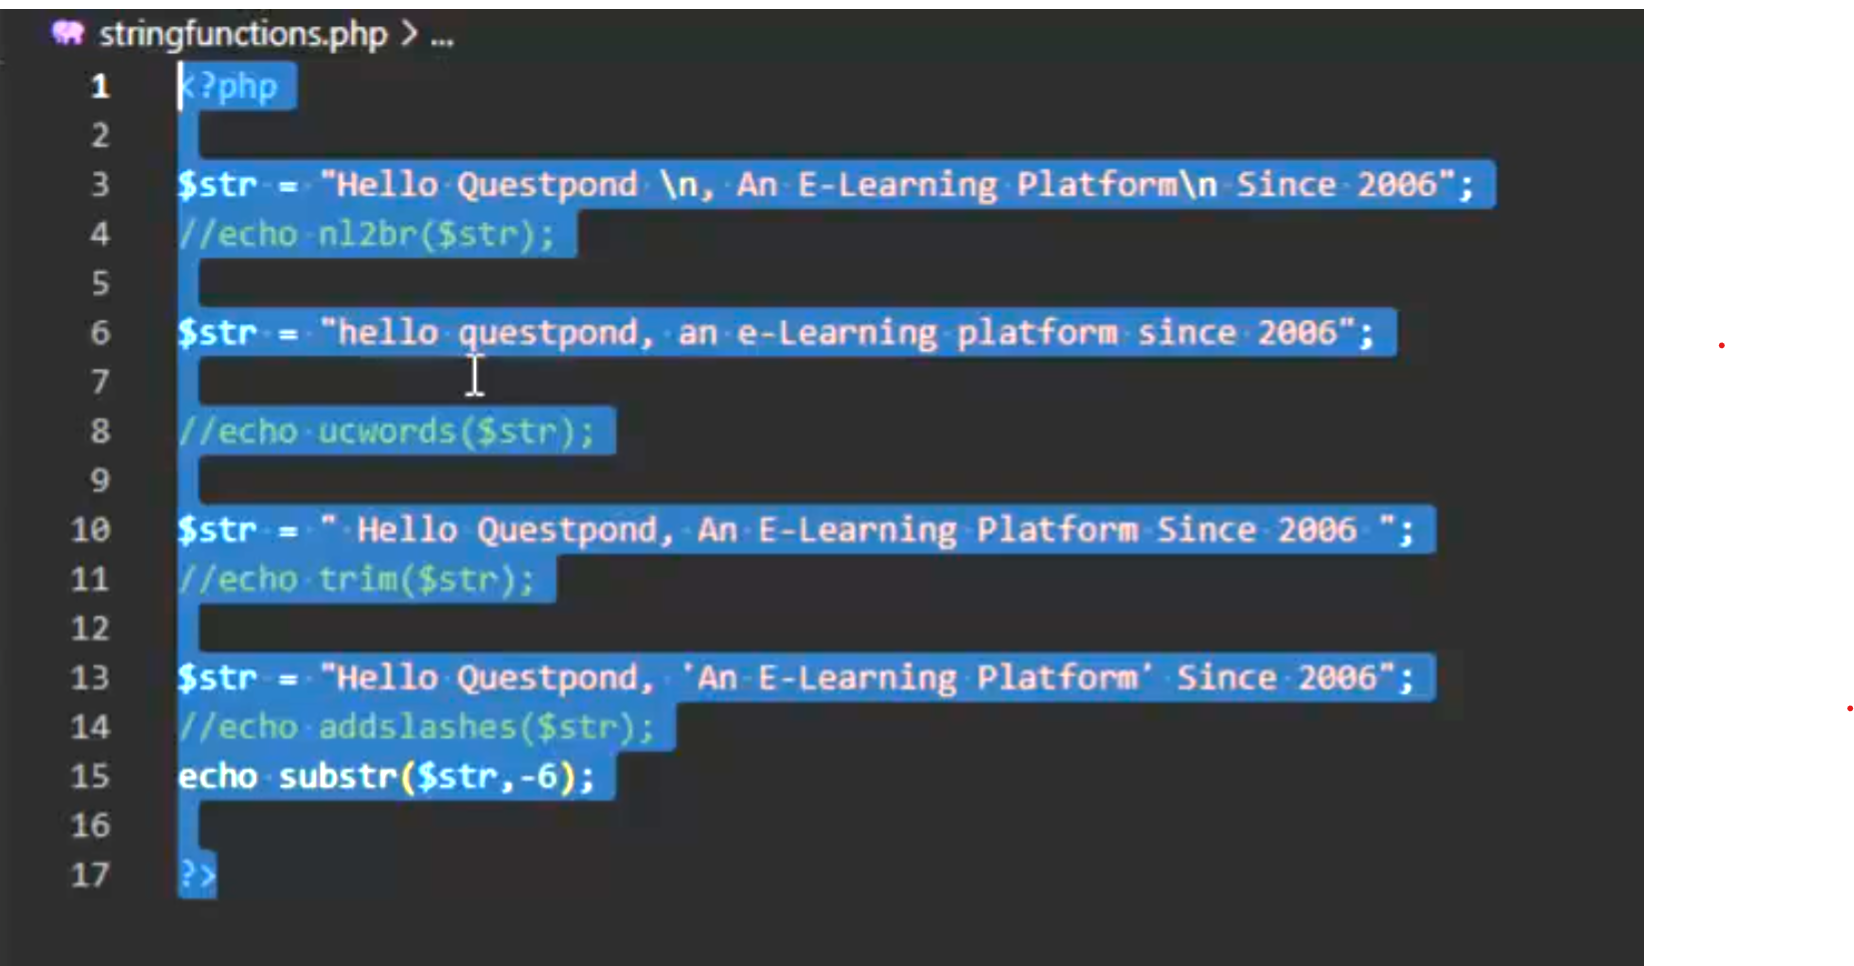 stringfunctions.php > ...
1 <?php
2
3 $str = "Hello Questpond \n, An E-Learning Platform\n Since 2006";
4 //echo nl2br($str);
5
6 $str = "hello questpond, an e-Learning platform since 2006";
7
8 //echo ucwords($str);
9
10 $str = " Hello Questpond, An E-Learning Platform Since 2006 ";
11 //echo trim($str);
12
13 $str = "Hello Questpond, 'An E-Learning Platform' Since 2006";
14 //echo addslashes($str);
15 echo substr($str,-6);
16
17 ?>